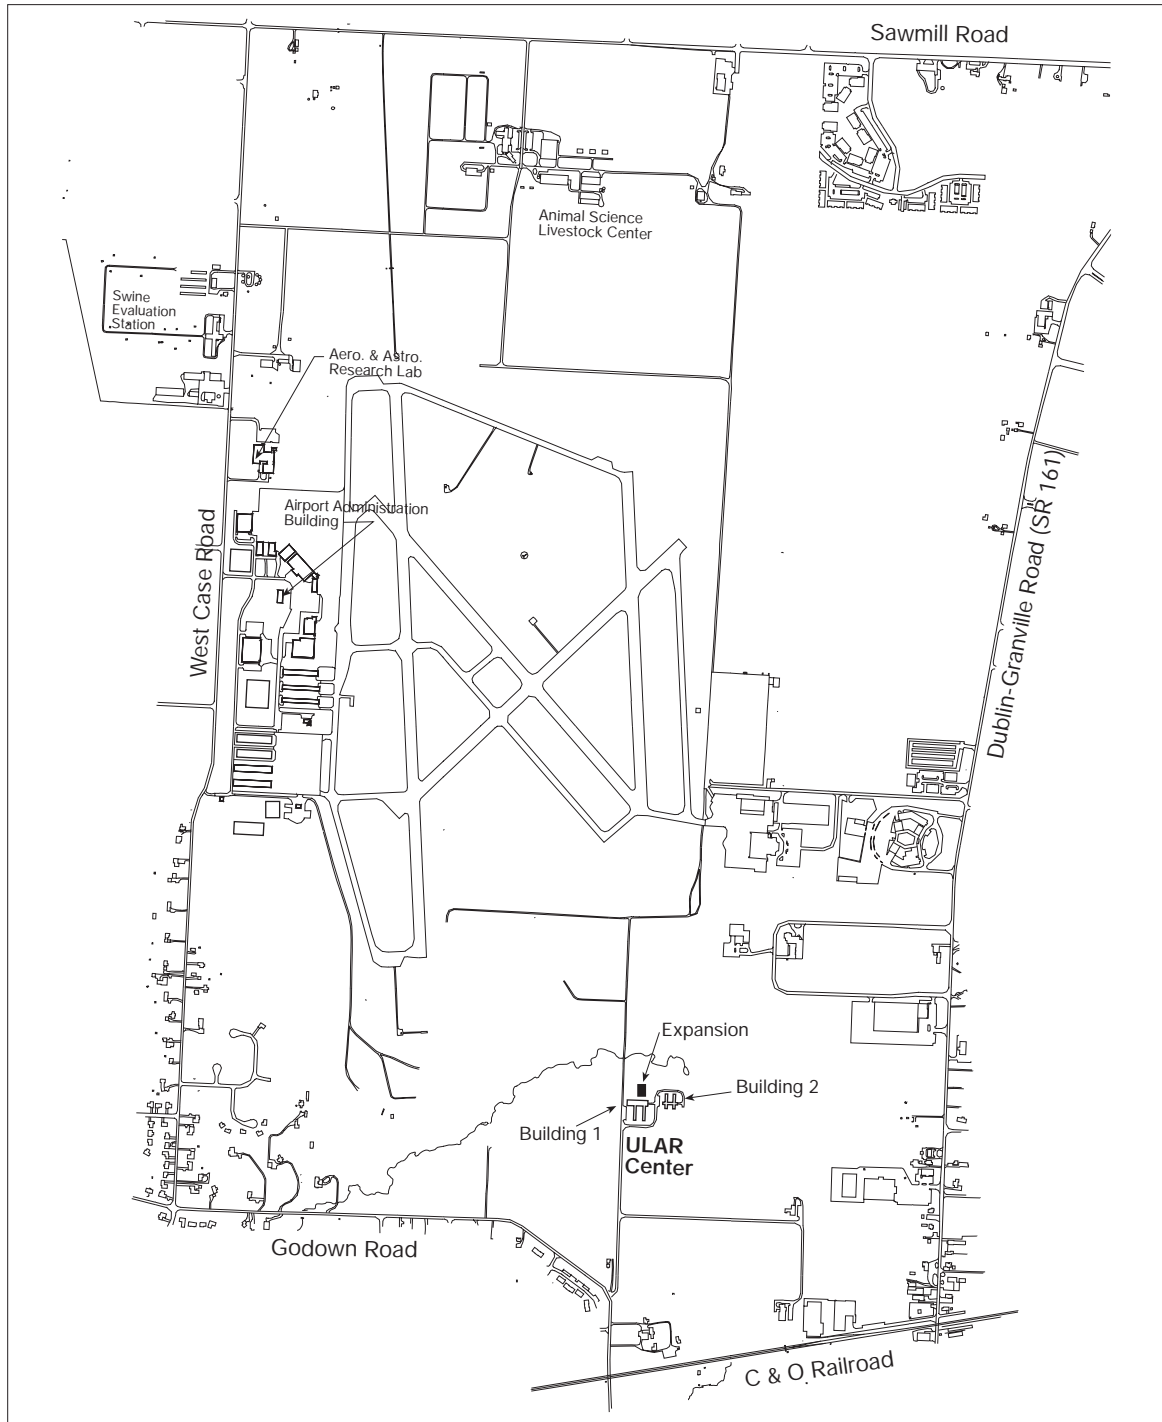 Sawmill Road
Animal Science
Livestock Center
Swine
Evaluation
Station
Aero. & Astro.
Research Lab
Airport Administration
Building
West Case Road
Dublin-Granville Road (SR 161)
Expansion
Building 2
Building 1
ULAR
Center
Godown Road
C & O Railroad